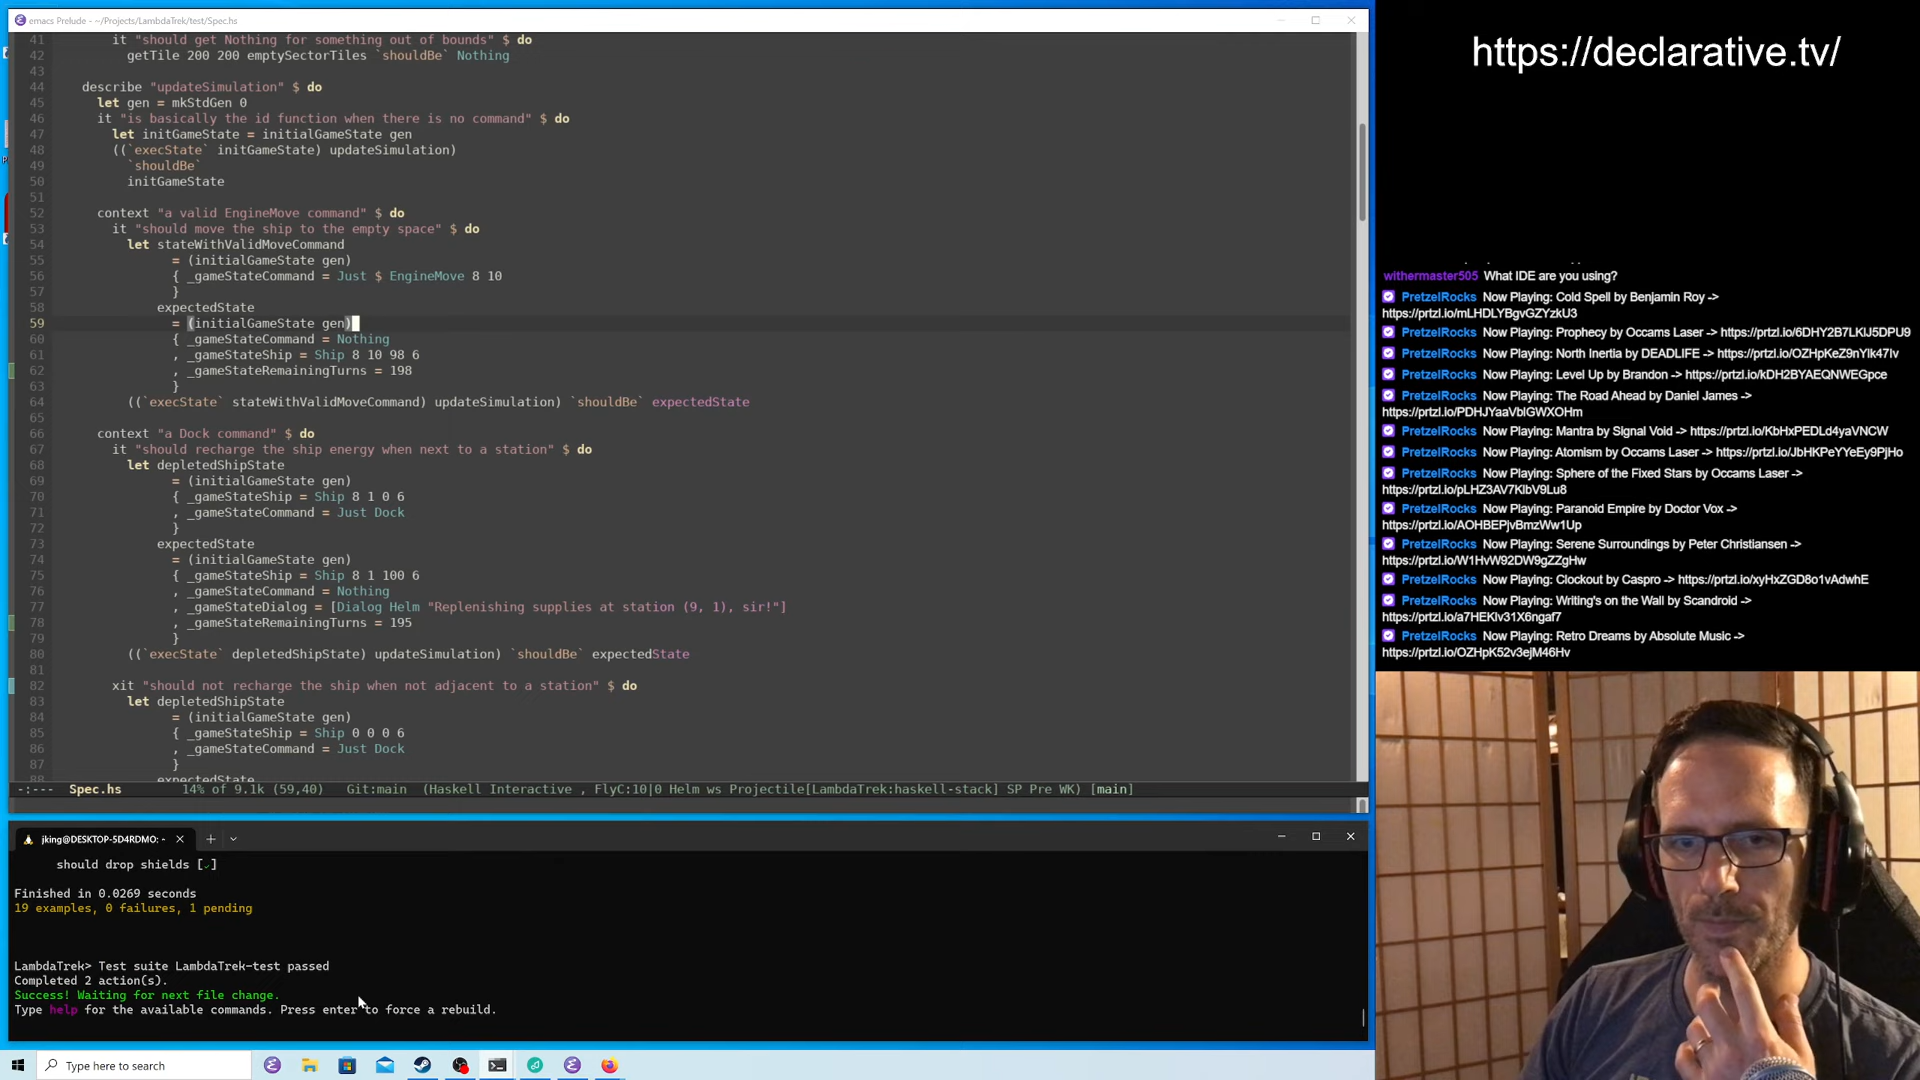 emacs Prelude - ~/Projects/LambdaTrek/test/Spec.hs
41 it "should get Nothing for something out of bounds" $ do
42 getTile 200 200 emptySectorTiles `shouldBe` Nothing
43
44 describe "updateSimulation" $ do
45 let gen = mkStdGen 0
46 it "is basically the id function when there is no command" $ do
47 let initGameState = initialGameState gen
48 ((`execState` initGameState) updateSimulation)
49 `shouldBe`
50 initGameState
51
52 context "a valid EngineMove command" $ do
53 it "should move the ship to the empty space" $ do
54 let stateWithValidMoveCommand
55 = (initialGameState gen)
56 { _gameStateCommand = Just $ EngineMove 8 10
57 }
58 expectedState
59 = (initialGameState gen)
60 { _gameStateCommand = Nothing
61 , _gameStateShip = Ship 8 10 98 6
62 , _gameStateRemainingTurns = 198
63 }
64 ((`execState` stateWithValidMoveCommand) updateSimulation) `shouldBe` expectedState
65
66 context "a Dock command" $ do
67 it "should recharge the ship energy when next to a station" $ do
68 let depletedShipState
69 = (initialGameState gen)
70 { _gameStateShip = Ship 8 1 0 6
71 , _gameStateCommand = Just Dock
72 }
73 expectedState
74 = (initialGameState gen)
75 { _gameStateShip = Ship 8 1 100 6
76 , _gameStateCommand = Nothing
77 , _gameStateDialog = [Dialog Helm "Replenishing supplies at station (9, 1), sir!"]
78 , _gameStateRemainingTurns = 195
79 }
80 ((`execState` depletedShipState) updateSimulation) `shouldBe` expectedState
81
82 xit "should not recharge the ship when not adjacent to a station" $ do
83 let depletedShipState
84 = (initialGameState gen)
85 { _gameStateShip = Ship 0 0 0 6
86 , _gameStateCommand = Just Dock
87 }
88 expectedState
-:--- Spec.hs 14% of 9.1k (59,40) Git:main (Haskell Interactive , FlyC:10|0 Helm ws Projectile[LambdaTrek:haskell-stack] SP Pre WK) [main]
jking@DESKTOP-5D4RDMO: ~
should drop shields [✓]
Finished in 0.0269 seconds
19 examples, 0 failures, 1 pending
LambdaTrek> Test suite LambdaTrek-test passed
Completed 2 action(s).
Success! Waiting for next file change.
Type help for the available commands. Press enter to force a rebuild.
Type here to search
https://declarative.tv/
withermaster505 What IDE are you using?
PretzelRocks Now Playing: Cold Spell by Benjamin Roy ->
https://prtzl.io/mLHDLYBgvGZYzkU3
PretzelRocks Now Playing: Prophecy by Occams Laser -> https://prtzl.io/6DHY2B7LKlJ5DPU9
PretzelRocks Now Playing: North Inertia by DEADLIFE -> https://prtzl.io/OZHpKeZ9nYlk47Iv
PretzelRocks Now Playing: Level Up by Brandon -> https://prtzl.io/kDH2BYAEQNWEGpce
PretzelRocks Now Playing: The Road Ahead by Daniel James ->
https://prtzl.io/PDHJYaaVblGWXOHm
PretzelRocks Now Playing: Mantra by Signal Void -> https://prtzl.io/KbHxPEDLd4yaVNCW
PretzelRocks Now Playing: Atomism by Occams Laser -> https://prtzl.io/JbHKPeYYeEy9PjHo
PretzelRocks Now Playing: Sphere of the Fixed Stars by Occams Laser ->
https://prtzl.io/pLHZ3AV7KlbV9Lu8
PretzelRocks Now Playing: Paranoid Empire by Doctor Vox ->
https://prtzl.io/AOHBEPjvBmzWw1Up
PretzelRocks Now Playing: Serene Surroundings by Peter Christiansen ->
https://prtzl.io/W1HvW92DW9gZZgHw
PretzelRocks Now Playing: Clockout by Caspro -> https://prtzl.io/xyHxZGD8o1vAdwhE
PretzelRocks Now Playing: Writing's on the Wall by Scandroid ->
https://prtzl.io/a7HEKlv31X6ngaf7
PretzelRocks Now Playing: Retro Dreams by Absolute Music ->
https://prtzl.io/OZHpK52v3ejM46Hv